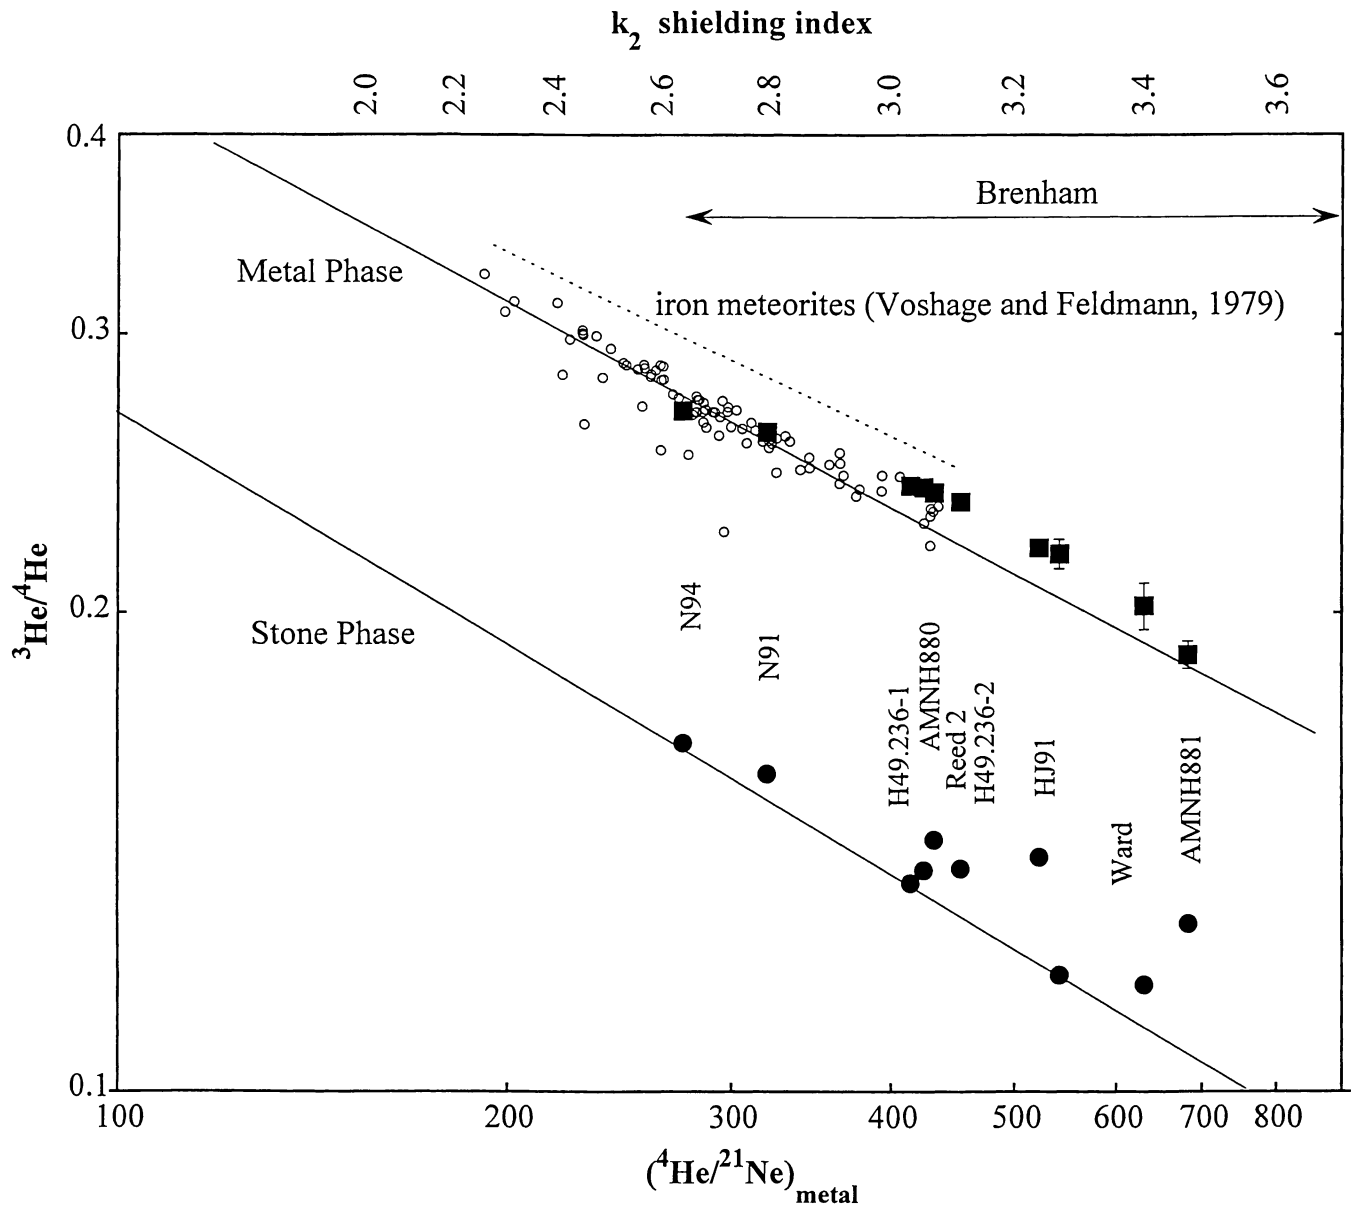 k2 shielding index
2.0 2.2 2.4 2.6 2.8 3.0 3.2 3.4 3.6
0.4
Brenham
Metal Phase
iron meteorites (Voshage and Feldmann, 1979)
0.3
3He/4He
0.2
Stone Phase
N94
N91
H49.236-1
AMNH880
Reed 2
H49.236-2
HJ91
Ward
AMNH881
0.1
100 200 300 400 500 600 700 800
(4He/21Ne)metal